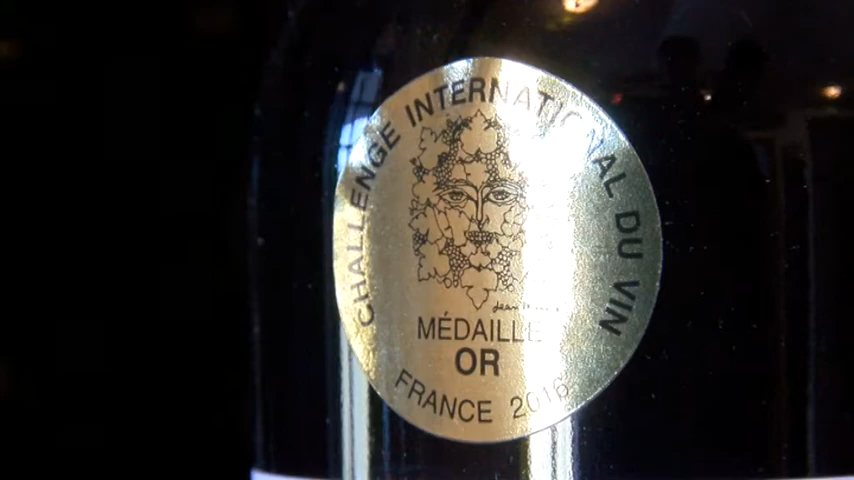 CHALLENGE INTERNATIONAL DU VIN
MÉDAILLE
OR
FRANCE 2016